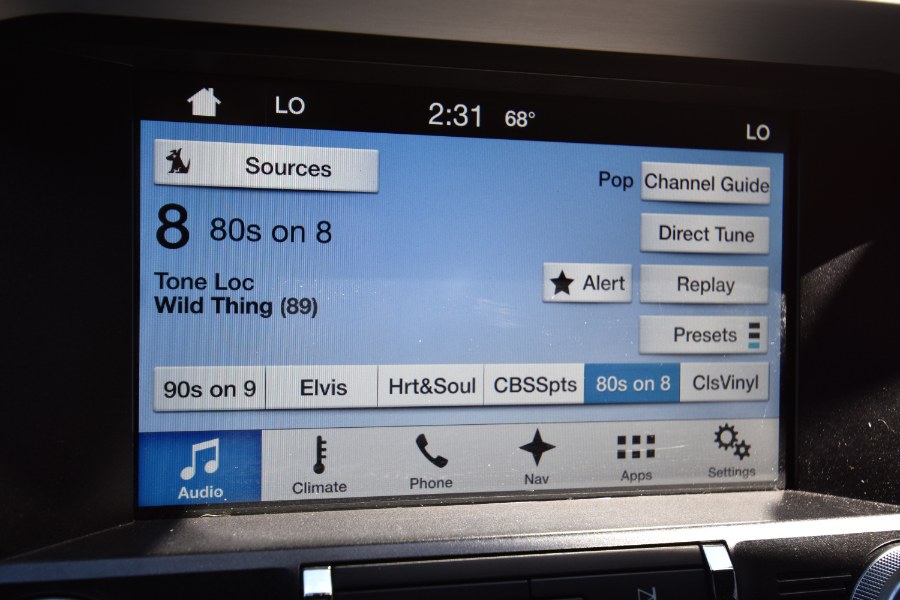 LO 2:31 68° LO
Sources
Pop Channel Guide
8 80s on 8
Direct Tune
Tone Loc
Wild Thing (89)
Alert Replay
Presets
90s on 9 Elvis Hrt&Soul CBSSpts 80s on 8 ClsVinyl
Audio Climate Phone Nav Apps Settings